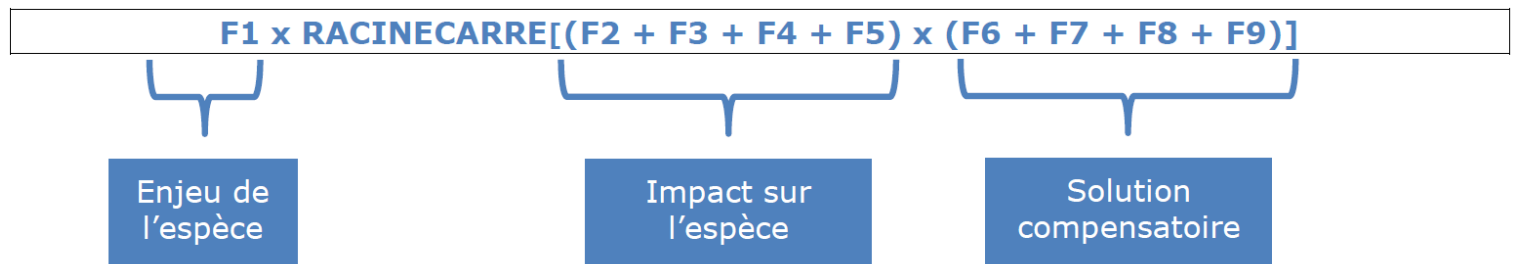 F1 x RACINECARRE[(F2 + F3 + F4 + F5) x (F6 + F7 + F8 + F9)]
Enjeu de
l’espèce
Impact sur
l’espèce
Solution
compensatoire